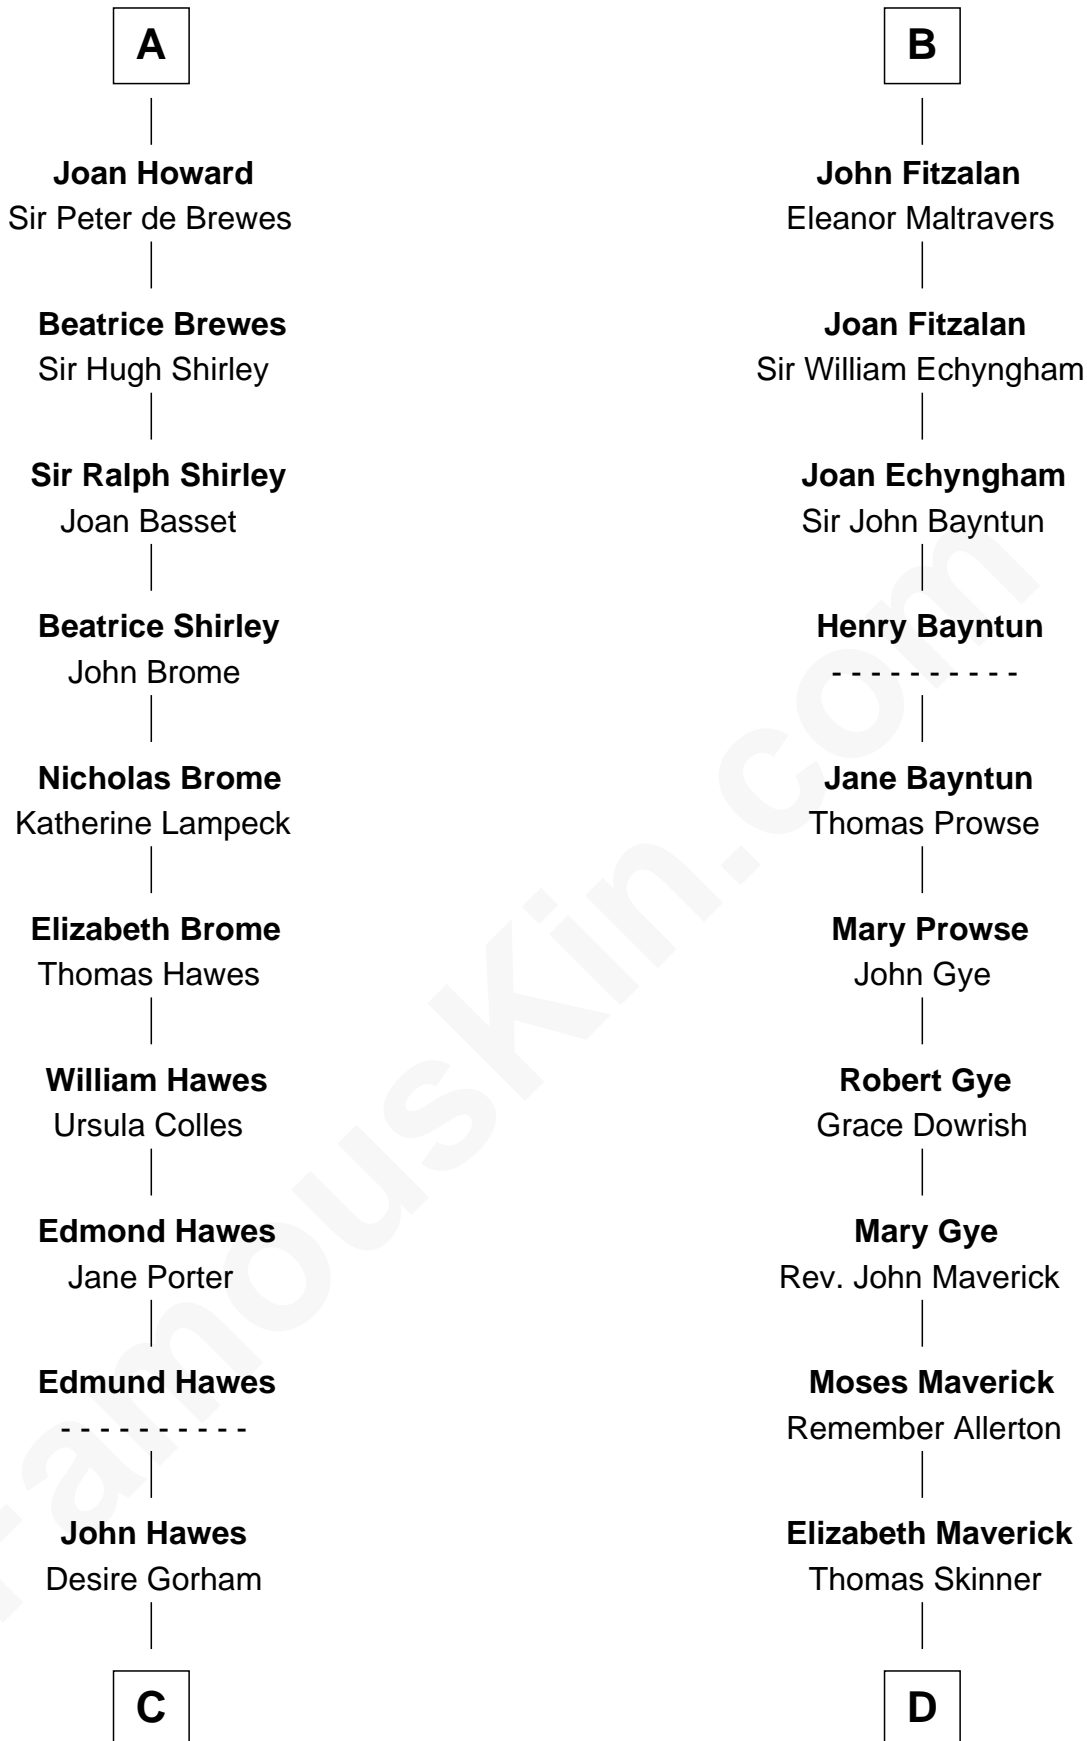 A
Joan Howard
Sir Peter de Brewes
Beatrice Brewes
Sir Hugh Shirley
Sir Ralph Shirley
Joan Basset
Beatrice Shirley
John Brome
Nicholas Brome
Katherine Lampeck
Elizabeth Brome
Thomas Hawes
William Hawes
Ursula Colles
Edmond Hawes
Jane Porter
Edmund Hawes
- - - - - - - - - -
John Hawes
Desire Gorham
C
B
John Fitzalan
Eleanor Maltravers
Joan Fitzalan
Sir William Echyngham
Joan Echyngham
Sir John Bayntun
Henry Bayntun
- - - - - - - - - -
Jane Bayntun
Thomas Prowse
Mary Prowse
John Gye
Robert Gye
Grace Dowrish
Mary Gye
Rev. John Maverick
Moses Maverick
Remember Allerton
Elizabeth Maverick
Thomas Skinner
D
FamousKin.com